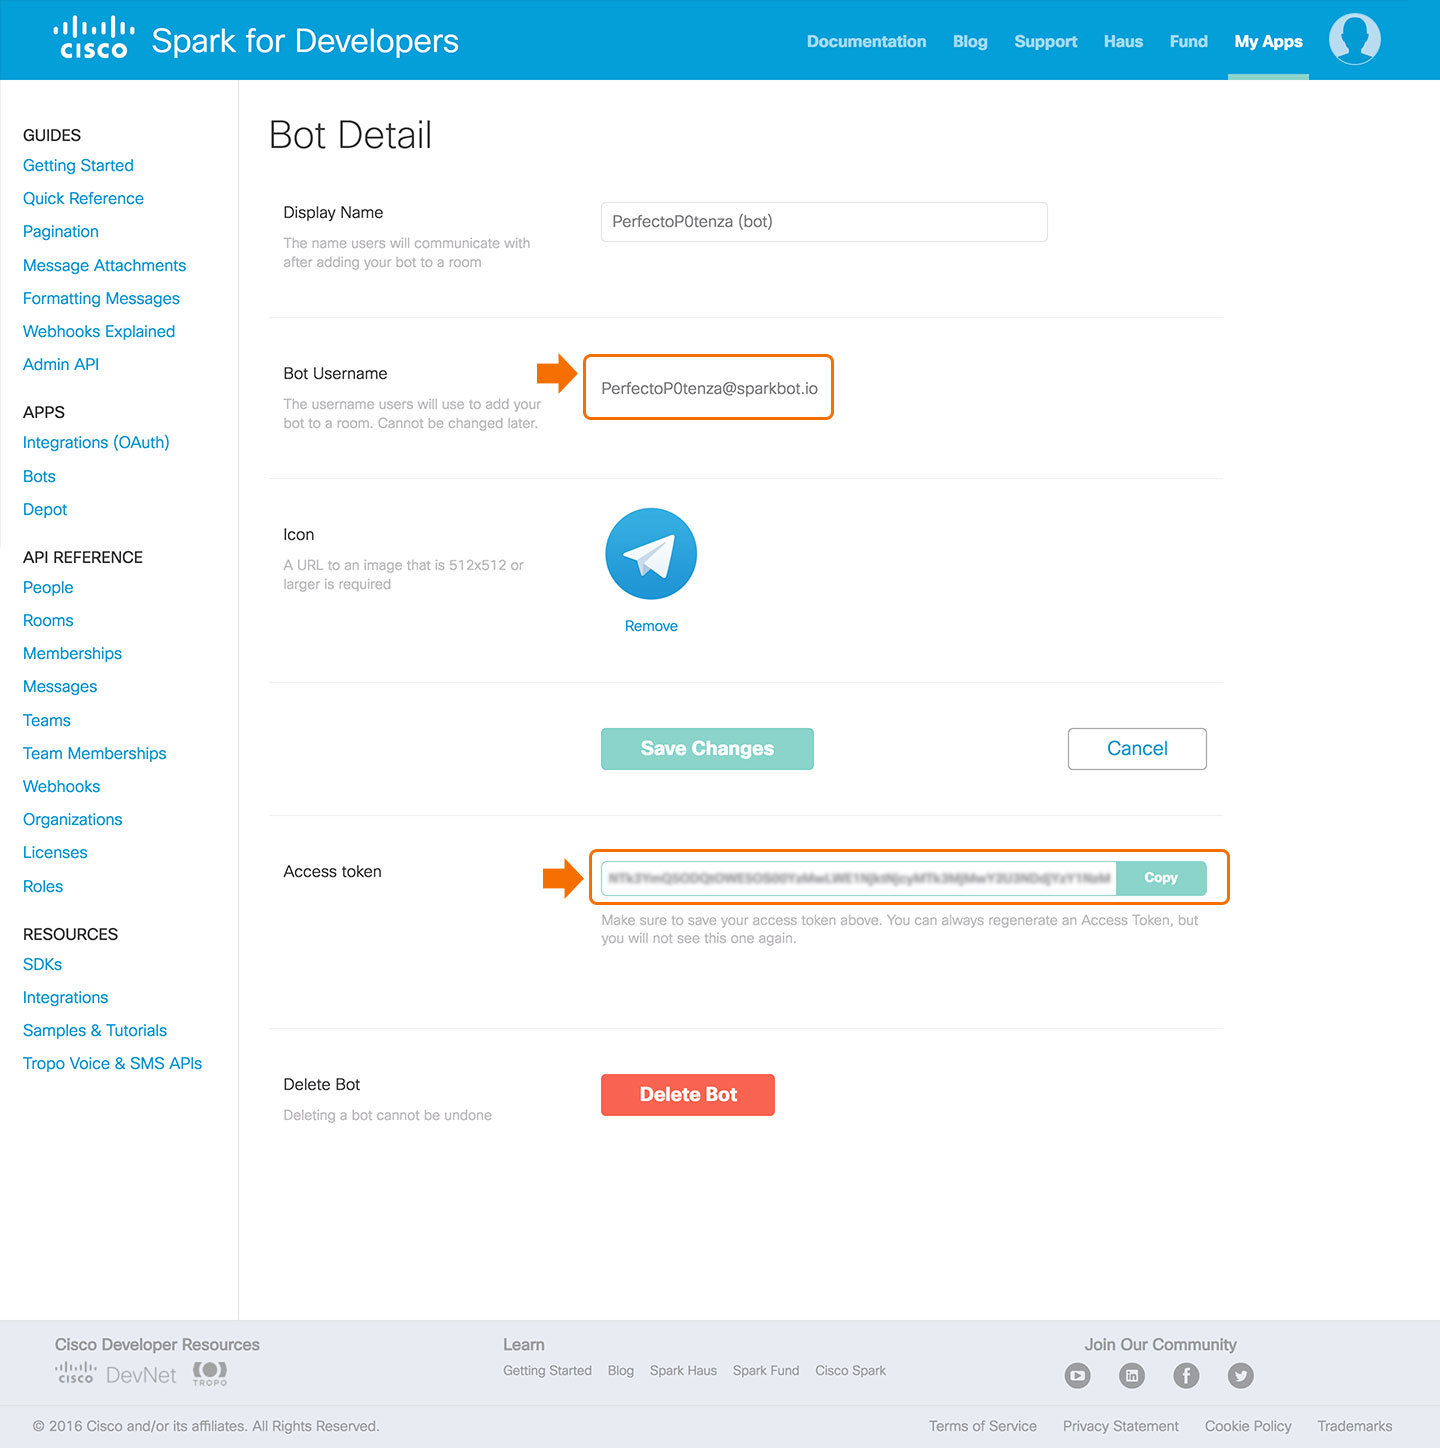 CISCO Spark for Developers
Documentation Blog Support Haus Fund My Apps
GUIDES
Getting Started
Quick Reference
Pagination
Message Attachments
Formatting Messages
Webhooks Explained
Admin API
APPS
Integrations (OAuth)
Bots
Depot
API REFERENCE
People
Rooms
Memberships
Messages
Teams
Team Memberships
Webhooks
Organizations
Licenses
Roles
RESOURCES
SDKs
Integrations
Samples & Tutorials
Tropo Voice & SMS APIs
Bot Detail
Display Name
The name users will communicate with
after adding your bot to a room
PerfectoP0tenza (bot)
Bot Username
The username users will use to add your
bot to a room. Cannot be changed later.
PerfectoP0tenza@sparkbot.io
Icon
A URL to an image that is 512x512 or
larger is required
Remove
Save Changes
Cancel
Access token
Copy
Make sure to save your access token above. You can always regenerate an Access Token, but
you will not see this one again.
Delete Bot
Deleting a bot cannot be undone
Delete Bot
Cisco Developer Resources
CISCO DevNet TROPO
Learn
Getting Started Blog Spark Haus Spark Fund Cisco Spark
Join Our Community
© 2016 Cisco and/or its affiliates. All Rights Reserved.
Terms of Service Privacy Statement Cookie Policy Trademarks